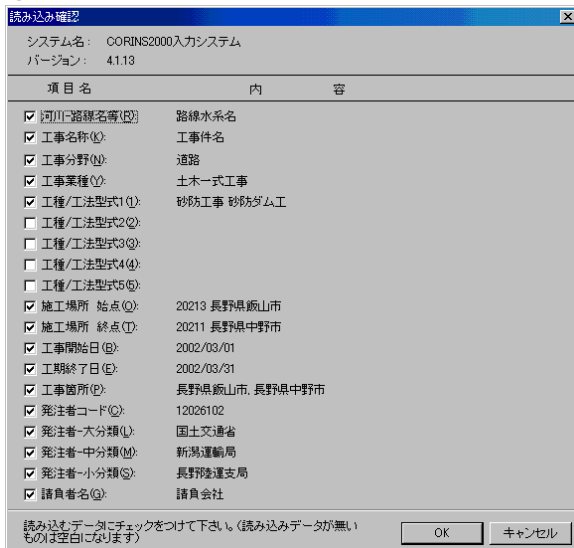 読み込み確認
システム名： CORINS2000入力システム
バージョン： 4.1.13
項目名 内 容
河川-路線名等(R): 路線水系名
工事名称(K): 工事件名
工事分野(N): 道路
工事業種(Y): 土木一式工事
工種/工法型式1(1): 砂防工事 砂防ダム工
工種/工法型式2(2):
工種/工法型式3(3):
工種/工法型式4(4):
工種/工法型式5(5):
施工場所 始点(O): 20213 長野県飯山市
施工場所 終点(T): 20211 長野県中野市
工事開始日(B): 2002/03/01
工期終了日(E): 2002/03/31
工事箇所(P): 長野県飯山市, 長野県中野市
発注者コード(C): 12026102
発注者-大分類(L): 国土交通省
発注者-中分類(M): 新潟運輸局
発注者-小分類(S): 長野陸運支局
請負者名(G): 請負会社
読み込むデータにチェックをつけて下さい。(読み込みデータが無い
ものは空白になります)
OK キャンセル